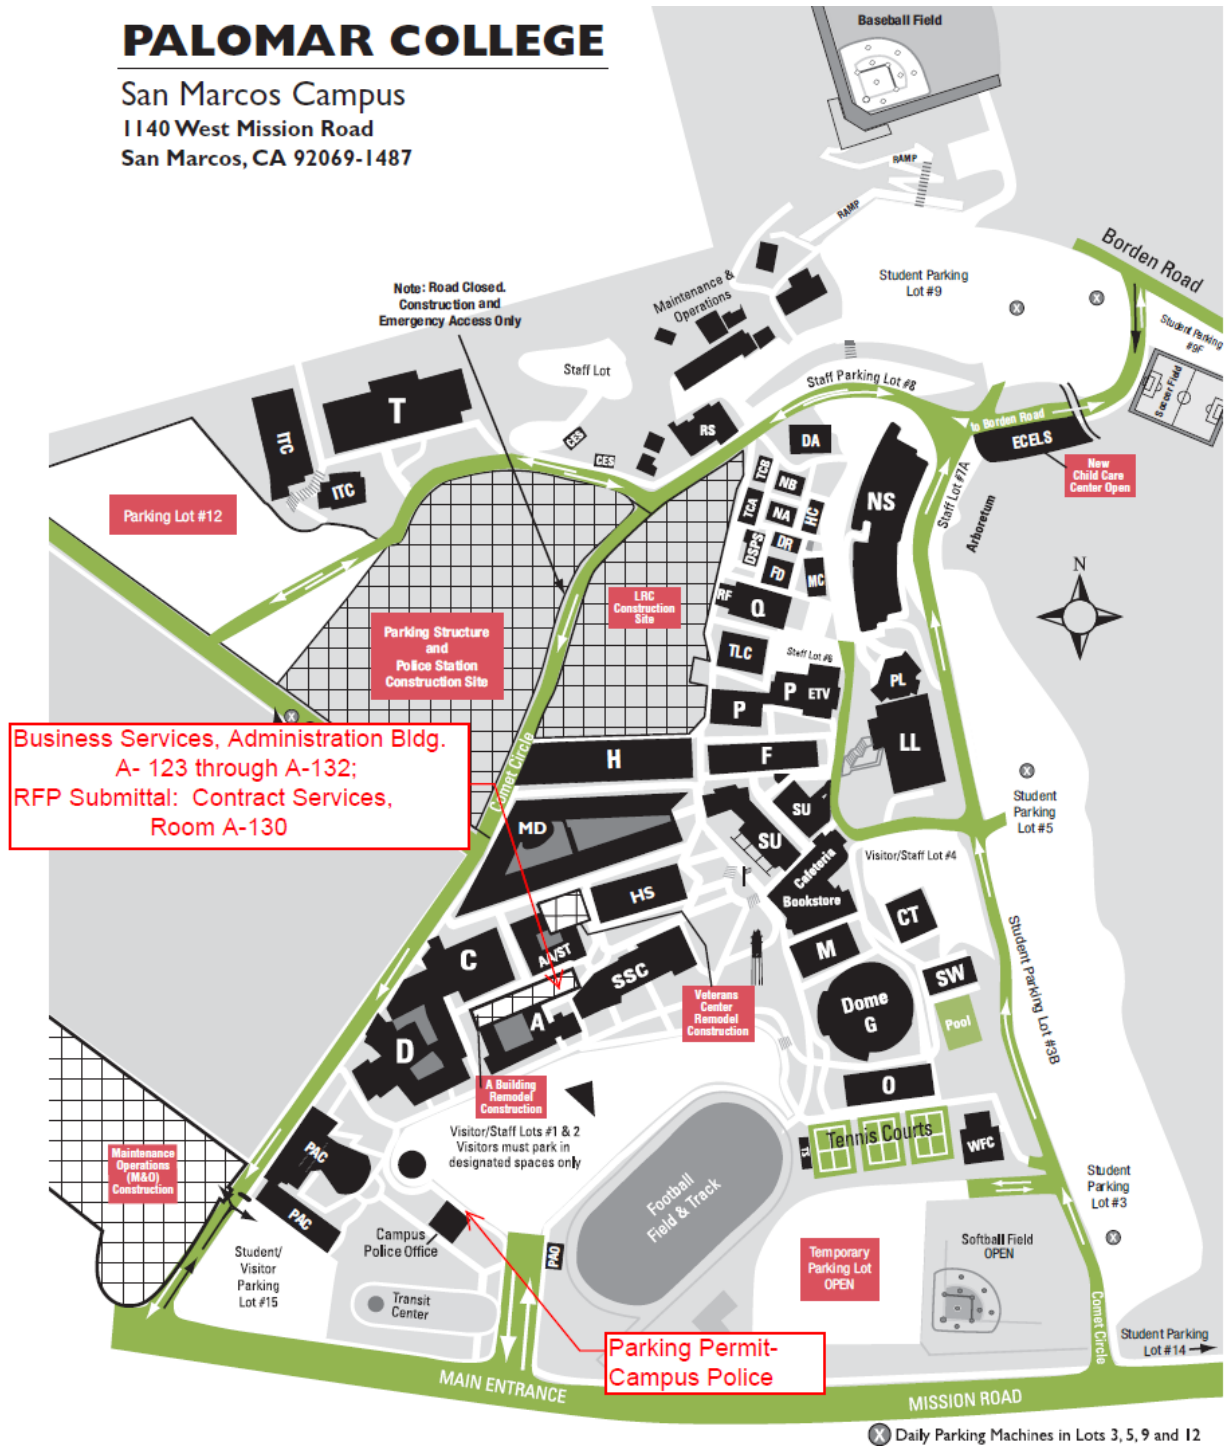 PALOMAR COLLEGE
San Marcos Campus
1140 West Mission Road
San Marcos, CA 92069-1487
Baseball Field
RAMP
RAMP
Borden Road
Student Parking
Lot #9
X
X
Student Parking
#9F
Soccer Field
Maintenance &
Operations
Note: Road Closed.
Construction and
Emergency Access Only
Staff Lot
Staff Parking Lot #8
to Borden Road
ECELS
New
Child Care
Center Open
T
ITC
ITC
CES
CES
RS
DA
TCB
NB
TCA
NA
HC
DSPS
DR
FD
MC
RF
Q
NS
Staff Lot #7A
Arboretum
N
Parking Lot #12
LRC
Construction
Site
Parking Structure
and
Police Station
Construction Site
TLC
Staff Lot #6
P
ETV
P
PL
LL
X
Business Services, Administration Bldg.
A- 123 through A-132;
RFP Submittal: Contract Services,
Room A-130
Comet Circle
H
F
X
Student
Parking
Lot #5
MD
SU
SU
Cafeteria
Bookstore
Visitor/Staff Lot #4
HS
CT
C
AA/ST
SSC
M
SW
Student Parking Lot #3B
Veterans
Center
Remodel
Construction
Dome
G
Pool
A
D
A Building
Remodel
Construction
O
Visitor/Staff Lots #1 & 2
Visitors must park in
designated spaces only
Tennis Courts
TS
WFC
PAC
PAC
Maintenance
Operations
(M&O)
Construction
Football
Field & Track
Student
Parking
Lot #3
X
Campus
Police Office
PAO
Student/
Visitor
Parking
Lot #15
Transit
Center
Temporary
Parking Lot
OPEN
Softball Field
OPEN
Comet Circle
Student Parking
Lot #14
Parking Permit-
Campus Police
MAIN ENTRANCE
MISSION ROAD
X Daily Parking Machines in Lots 3, 5, 9 and 12